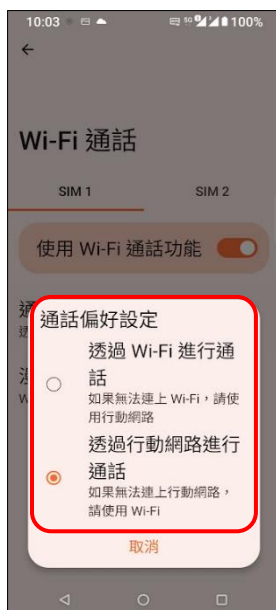 10:03
5G
100%
Wi-Fi 通話
SIM 1
SIM 2
使用 Wi-Fi 通話功能
通話偏好設定
透過 Wi-Fi 進行通
話
如果無法連上 Wi-Fi，請使
用行動網路
透過行動網路進行
通話
如果無法連上行動網路，
請使用 Wi-Fi
取消